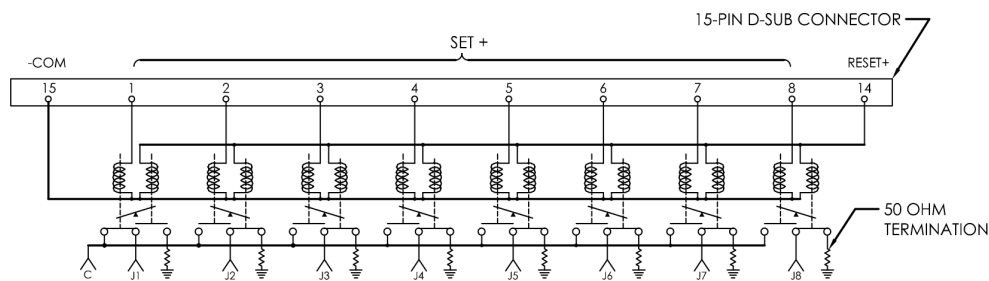 15-PIN D-SUB CONNECTOR
SET +
-COM
RESET+
15 1 2 3 4 5 6 7 8 14
50 OHM
TERMINATION
C J1 J2 J3 J4 J5 J6 J7 J8